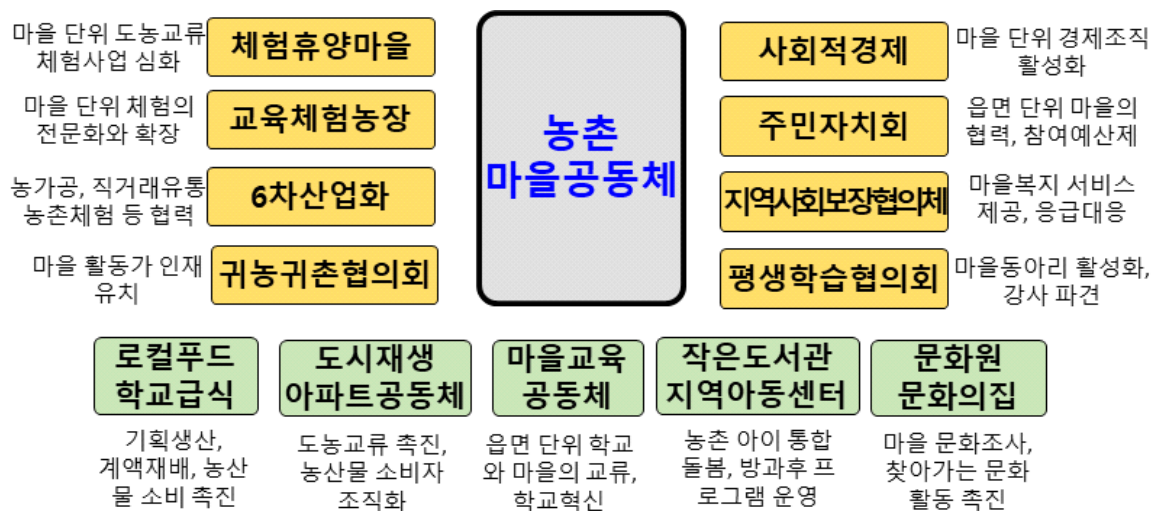 마을 단위 도농교류
체험사업 심화
체험휴양마을
마을 단위 체험의
전문화와 확장
교육체험농장
농가공, 직거래유통
농촌체험 등 협력
6차산업화
마을 활동가 인재
유치
귀농귀촌협의회
농촌
마을공동체
사회적경제
마을 단위 경제조직
활성화
주민자치회
읍면 단위 마을의
협력, 참여예산제
지역사회보장협의체
마을복지 서비스
제공, 응급대응
평생학습협의회
마을동아리 활성화,
강사 파견
로컬푸드
학교급식
기획생산,
계액재배, 농산
물 소비 촉진
도시재생
아파트공동체
도농교류 촉진,
농산물 소비자
조직화
마을교육
공동체
읍면 단위 학교
와 마을의 교류,
학교혁신
작은도서관
지역아동센터
농촌 아이 통합
돌봄, 방과후 프
로그램 운영
문화원
문화의집
마을 문화조사,
찾아가는 문화
활동 촉진